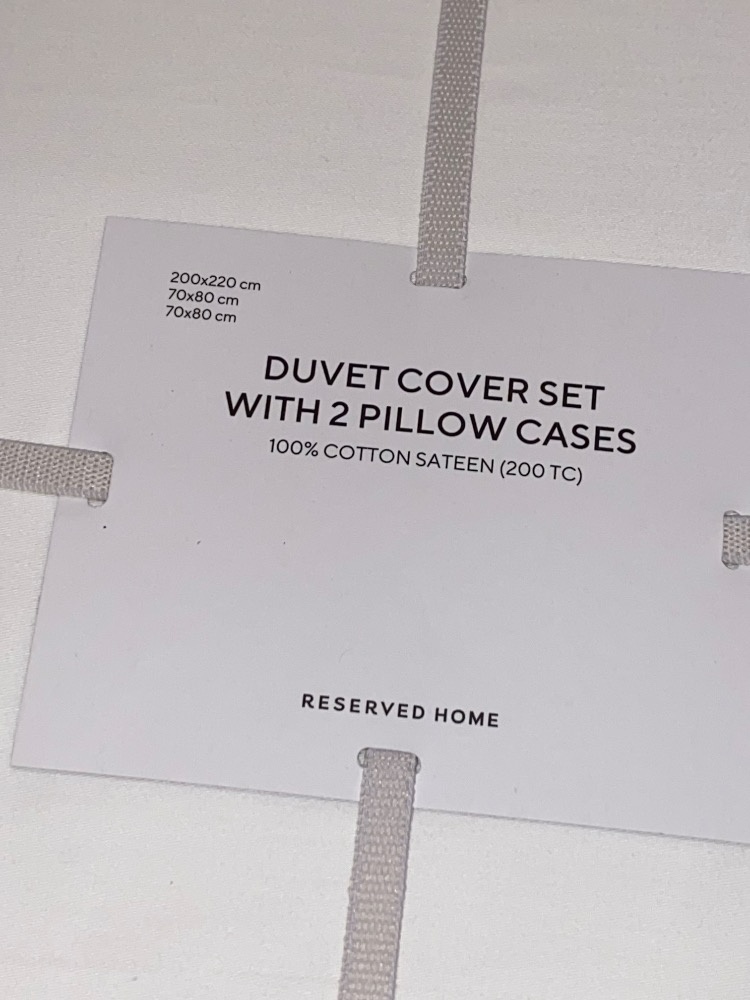 200x220 cm
70x80 cm
70x80 cm
DUVET COVER SET
WITH 2 PILLOW CASES
100% COTTON SATEEN (200 TC)
RESERVED HOME